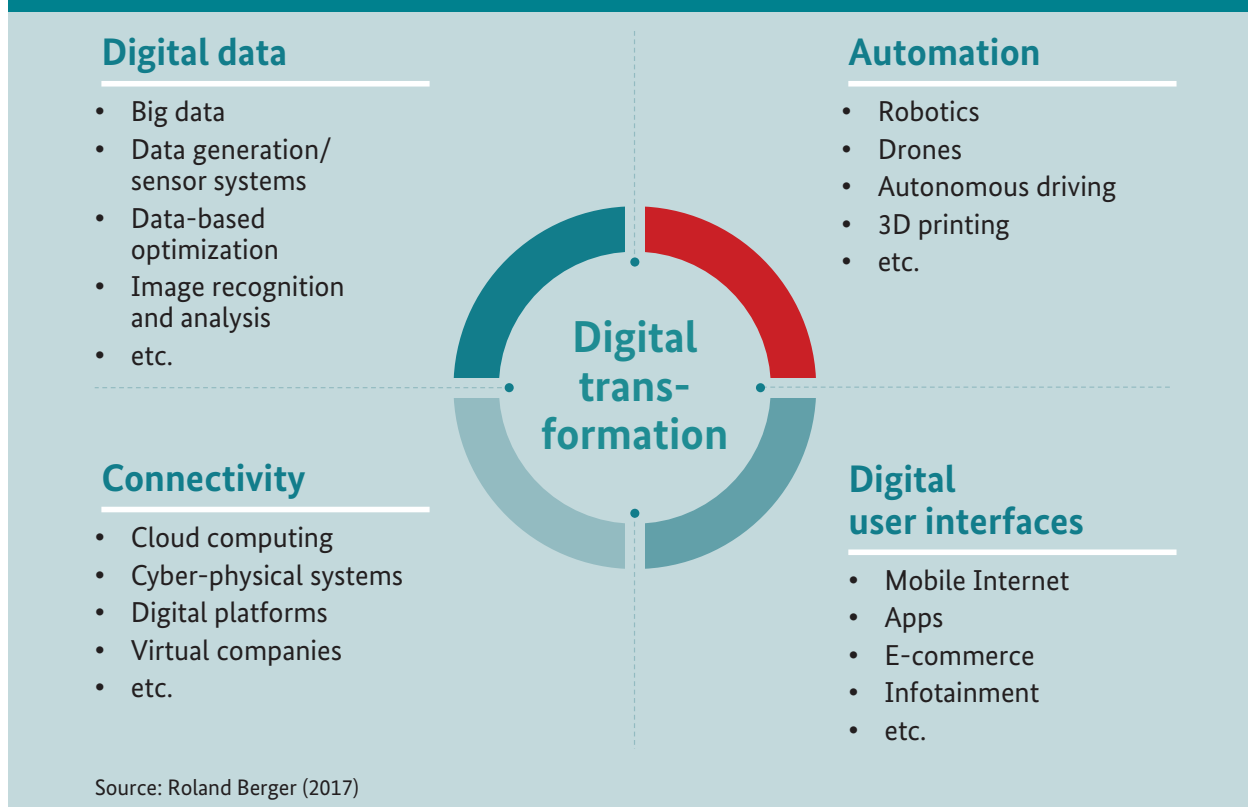 Digital data
• Big data
• Data generation/
sensor systems
• Data-based
optimization
• Image recognition
and analysis
• etc.
Automation
• Robotics
• Drones
• Autonomous driving
• 3D printing
• etc.
Digital
trans-
formation
Connectivity
• Cloud computing
• Cyber-physical systems
• Digital platforms
• Virtual companies
• etc.
Digital
user interfaces
• Mobile Internet
• Apps
• E-commerce
• Infotainment
• etc.
Source: Roland Berger (2017)